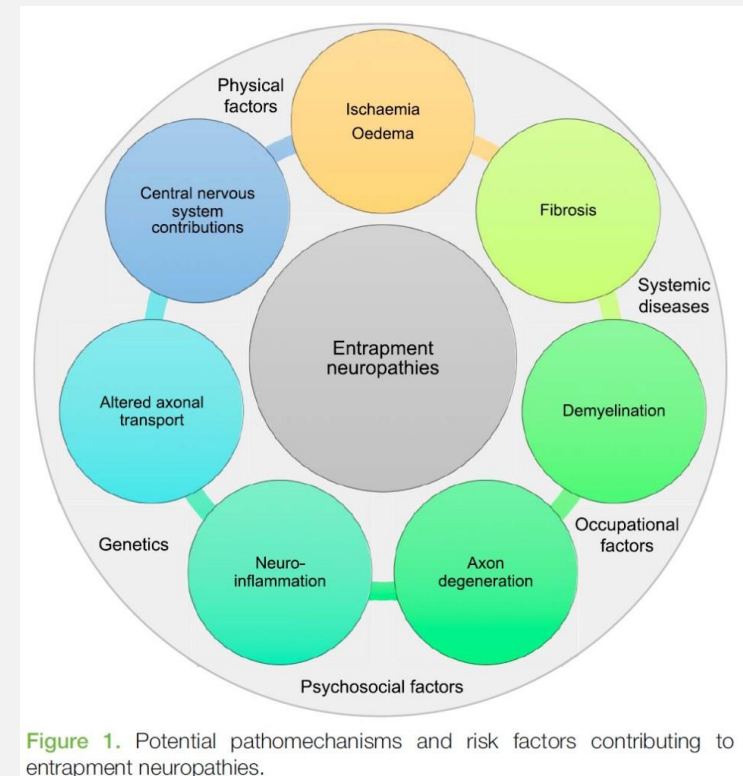 Physical
factors
Ischaemia
Oedema
Central nervous
system
contributions
Fibrosis
Systemic
diseases
Entrapment
neuropathies
Altered axonal
transport
Demyelination
Occupational
factors
Genetics
Neuro-
inflammation
Axon
degeneration
Psychosocial factors
Figure 1. Potential pathomechanisms and risk factors contributing to
entrapment neuropathies.